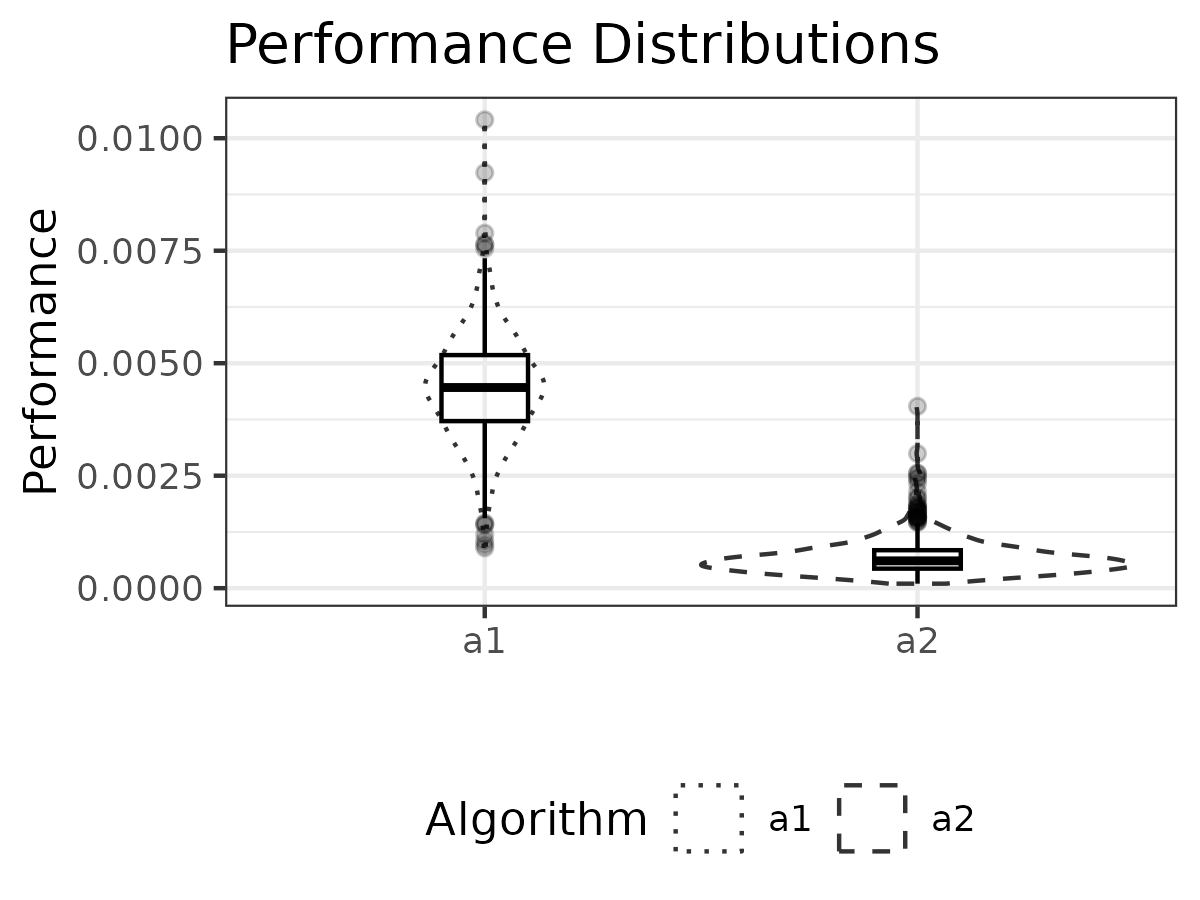 Performance Distributions
Performance
0.0100
0.0075
0.0050
0.0025
0.0000
a1 a2
Algorithm a1 a2